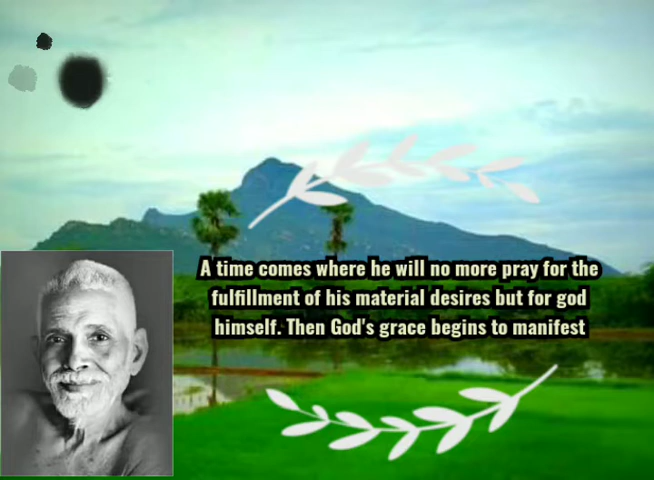 A time comes where he will no more pray for the
fulfillment of his material desires but for god
himself. Then God's grace begins to manifest